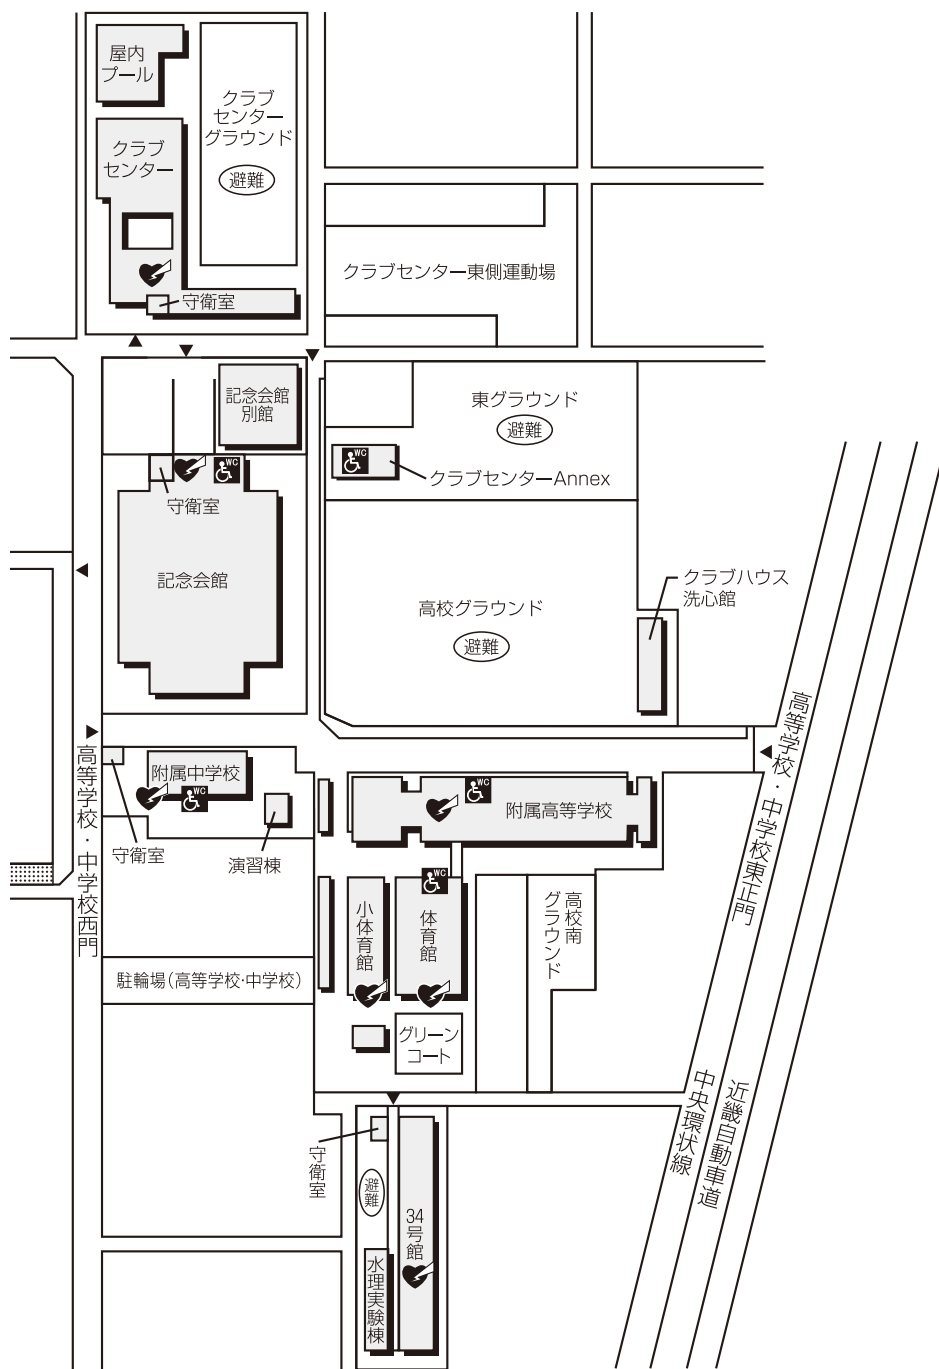 屋内
プール
クラブ
センター
グラウンド
避難
クラブ
センター
守衛室
クラブセンター東側運動場
記念会館
別館
東グラウンド
避難
WC
クラブセンターAnnex
WC
守衛室
記念会館
クラブハウス
洗心館
高校グラウンド
避難
高等学校・中学校東正門
高等学校・中学校西門
附属中学校
WC
守衛室
演習棟
WC
附属高等学校
WC
小体育館
体育館
高校南
グラウンド
駐輪場(高等学校・中学校)
グリーン
コート
中央環状線
近畿自動車道
守衛室
避難
34号館
水理実験棟